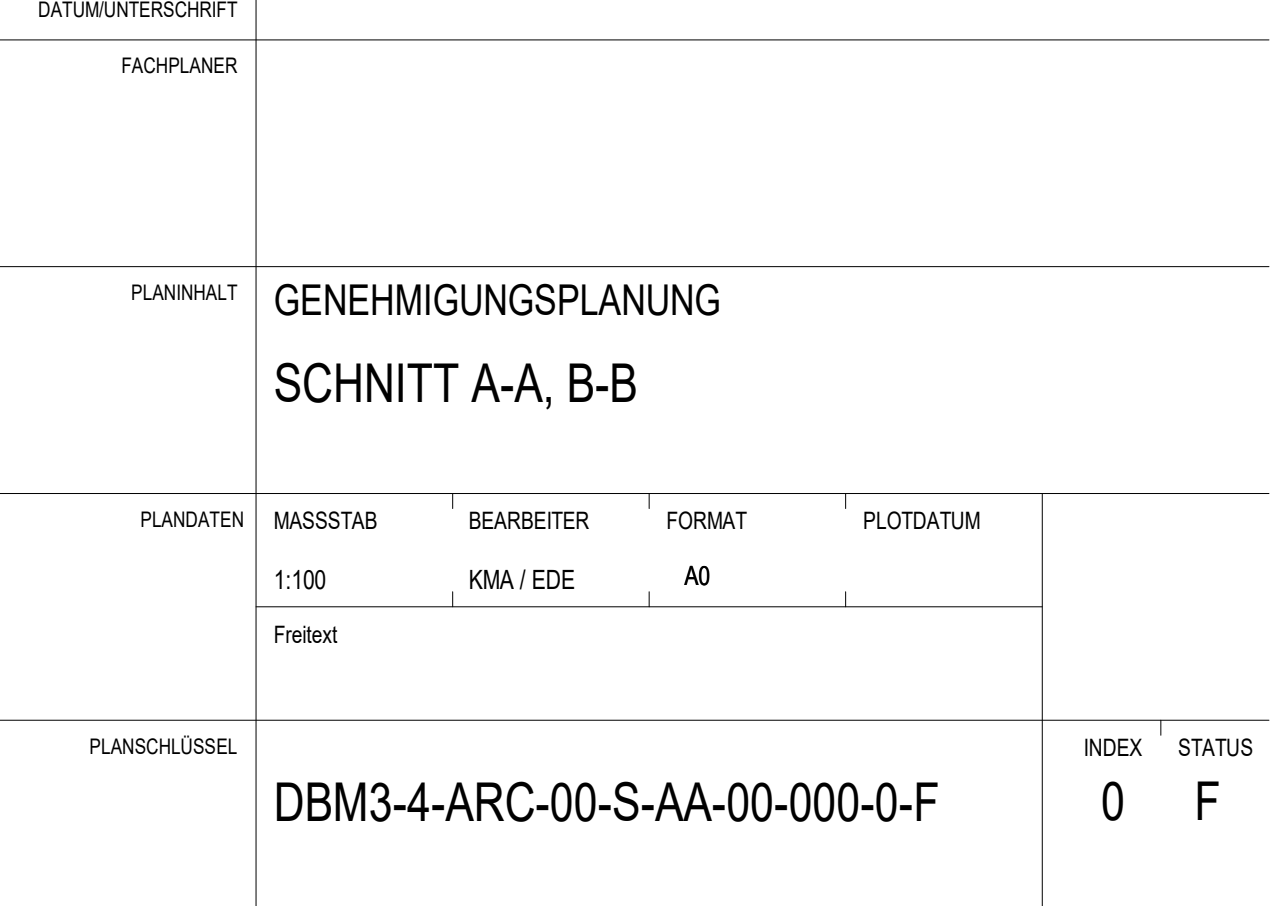 DATUM/UNTERSCHRIFT
FACHPLANER
PLANINHALT
GENEHMIGUNGSPLANUNG
SCHNITT A-A, B-B
PLANDATEN
MASSSTAB BEARBEITER FORMAT PLOTDATUM
1:100 KMA / EDE A0
Freitext
PLANSCHLÜSSEL
INDEX STATUS
DBM3-4-ARC-00-S-AA-00-000-0-F 0 F